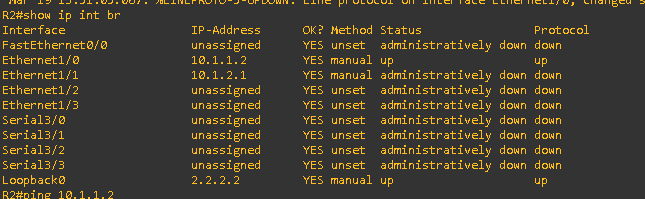 Mar 19 15:51:05.067: %LINEPROTO-5-UPDOWN: Line protocol on Interface Ethernet1/0, changed s
R2#show ip int br
Interface IP-Address OK? Method Status Protocol
FastEthernet0/0 unassigned YES unset administratively down down
Ethernet1/0 10.1.1.2 YES manual up up
Ethernet1/1 10.1.2.1 YES manual administratively down down
Ethernet1/2 unassigned YES unset administratively down down
Ethernet1/3 unassigned YES unset administratively down down
Serial3/0 unassigned YES unset administratively down down
Serial3/1 unassigned YES unset administratively down down
Serial3/2 unassigned YES unset administratively down down
Serial3/3 unassigned YES unset administratively down down
Loopback0 2.2.2.2 YES manual up up
R2#ping 10.1.1.2